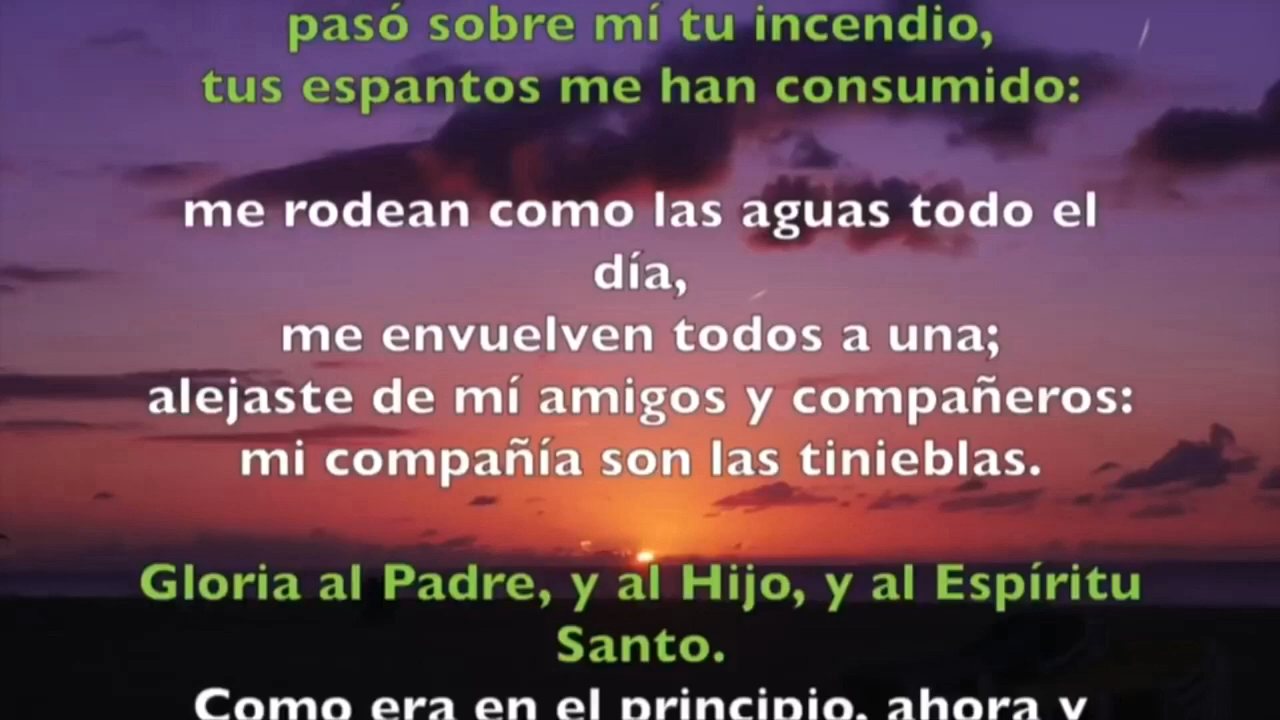 pasó sobre mí tu incendio,
tus espantos me han consumido:
me rodean como las aguas todo el
día,
me envuelven todos a una;
alejaste de mí amigos y compañeros:
mi compañía son las tinieblas.
Gloria al Padre, y al Hijo, y al Espíritu
Santo.
Como era en el principio, ahora y